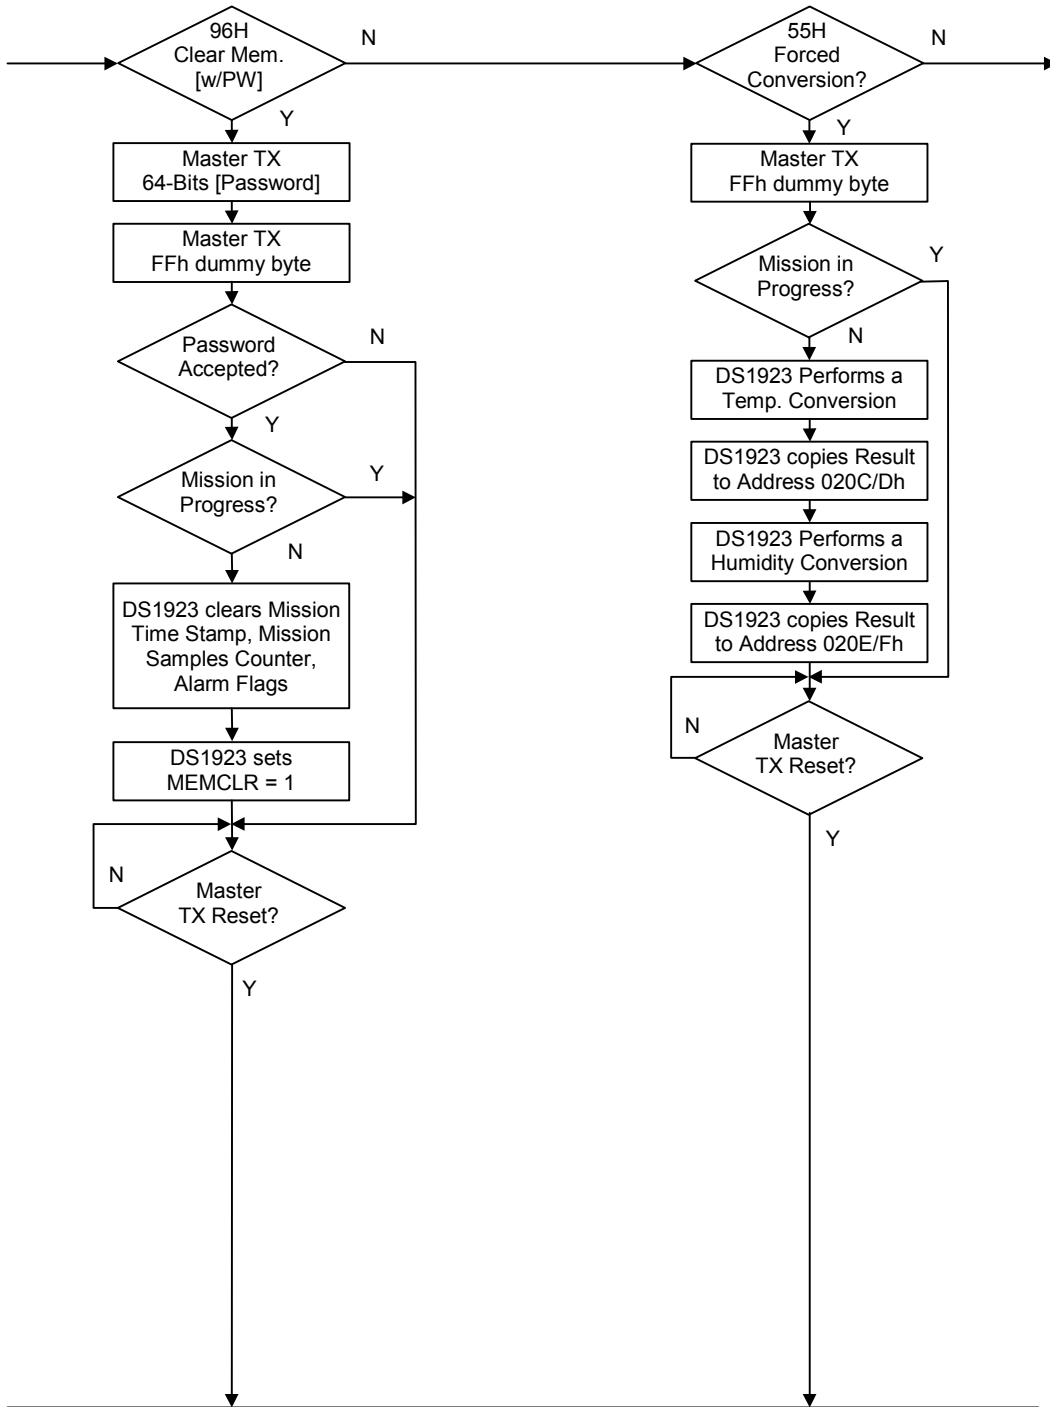 96H
Clear Mem.
[w/PW]
N
Y
Master TX
64-Bits [Password]
Master TX
FFh dummy byte
Password
Accepted?
N
Y
Mission in
Progress?
Y
N
DS1923 clears Mission
Time Stamp, Mission
Samples Counter,
Alarm Flags
DS1923 sets
MEMCLR = 1
N
Master
TX Reset?
Y
55H
Forced
Conversion?
N
Y
Master TX
FFh dummy byte
Mission in
Progress?
Y
N
DS1923 Performs a
Temp. Conversion
DS1923 copies Result
to Address 020C/Dh
DS1923 Performs a
Humidity Conversion
DS1923 copies Result
to Address 020E/Fh
N
Master
TX Reset?
Y